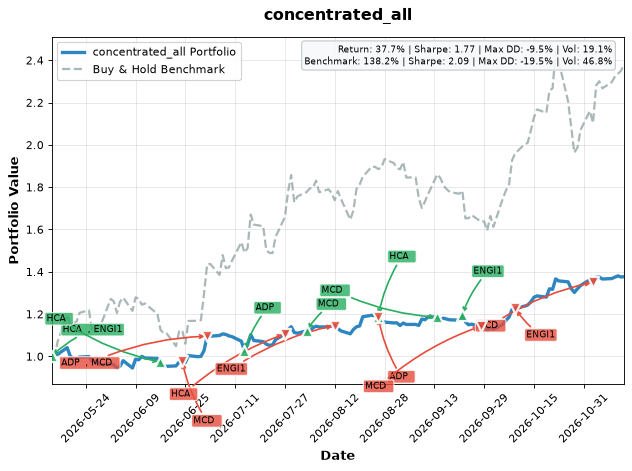 concentrated_all
concentrated_all Portfolio
Buy & Hold Benchmark
Return: 37.7% | Sharpe: 1.77 | Max DD: -9.5% | Vol: 19.1%
Benchmark: 138.2% | Sharpe: 2.09 | Max DD: -19.5% | Vol: 46.8%
Portfolio Value
2.4
2.2
2.0
1.8
1.6
1.4
1.2
1.0
HCA
ENGI1
MCD
MCD
ADP
HCA
HCA
ENGI1
ENGI1
ADP
MCD
ENGI1
ADP
MCD
HCA
MCD
2026-05-24
2026-06-09
2026-06-25
2026-07-11
2026-07-27
2026-08-12
2026-08-28
2026-09-13
2026-09-29
2026-10-15
2026-10-31
Date